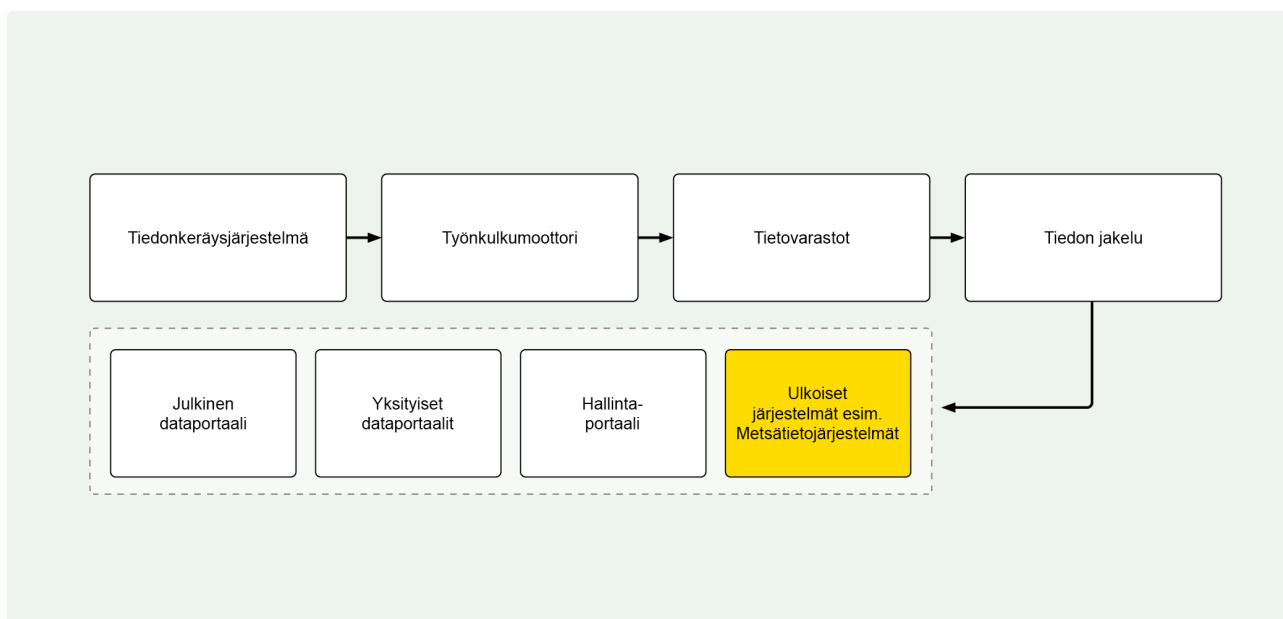 Tiedonkeräysjärjestelmä
Työnkulkumoottori
Tietovarastot
Tiedon jakelu
Julkinen
dataportaali
Yksityiset
dataportaalit
Hallinta-
portaali
Ulkoiset
järjestelmät esim.
Metsätietojärjestelmät